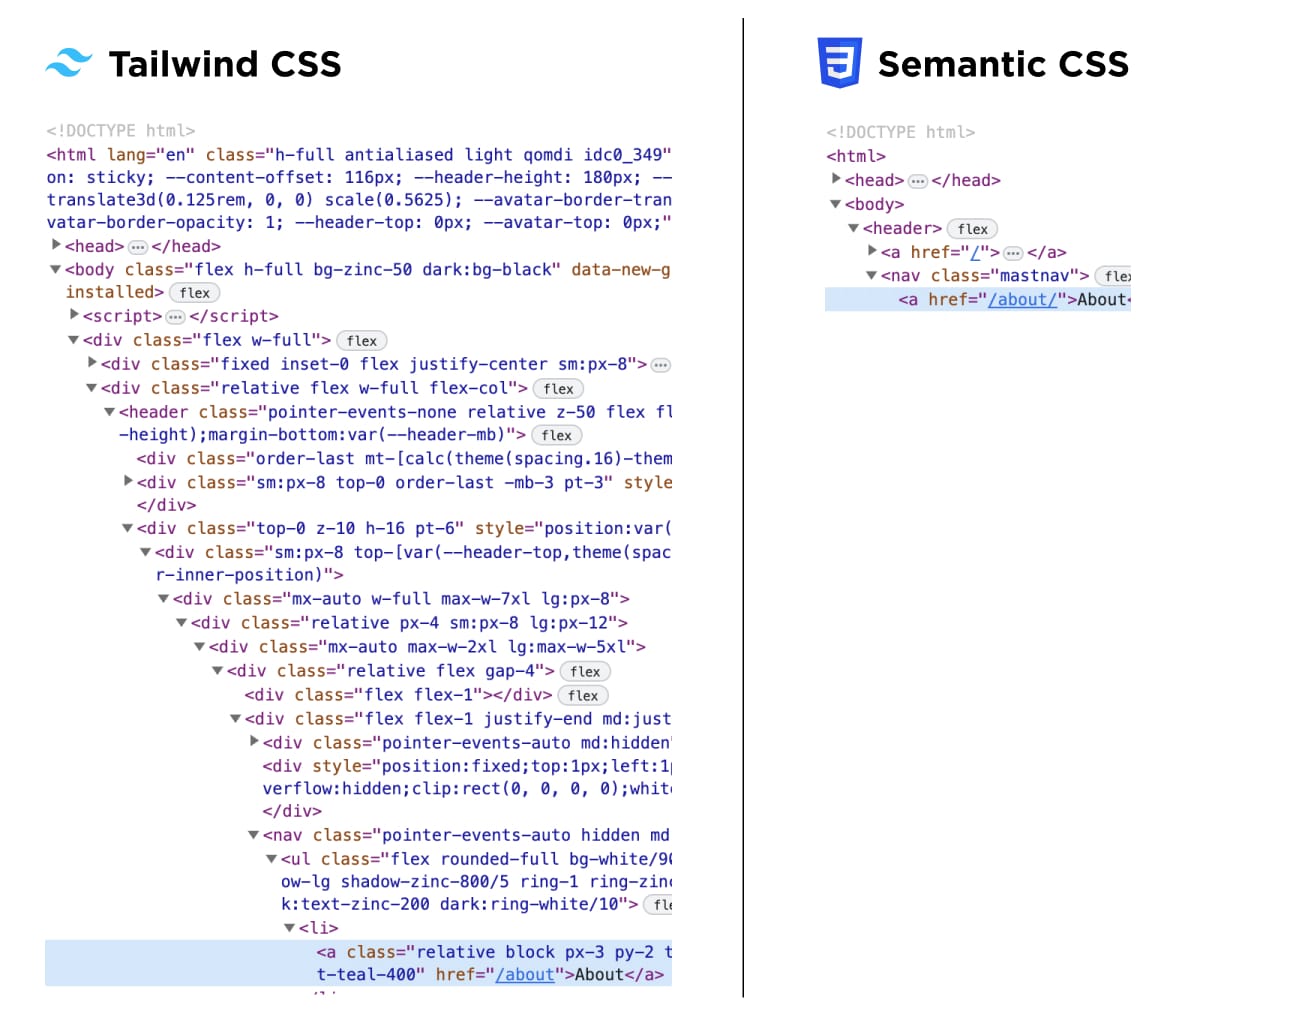 Tailwind CSS
<!DOCTYPE html>
<html lang="en" class="h-full antialiased light qomdi idc0_349"
on: sticky; --content-offset: 116px; --header-height: 180px; --
translate3d(0.125rem, 0, 0) scale(0.5625); --avatar-border-tran
vatar-border-opacity: 1; --header-top: 0px; --avatar-top: 0px;"
<head> ••• </head>
<body class="flex h-full bg-zinc-50 dark:bg-black" data-new-g
installed> flex
<script> ••• </script>
<div class="flex w-full"> flex
<div class="fixed inset-0 flex justify-center sm:px-8"> •••
<div class="relative flex w-full flex-col"> flex
<header class="pointer-events-none relative z-50 flex fl
-height);margin-bottom:var(--header-mb)"> flex
<div class="order-last mt-[calc(theme(spacing.16)-them
<div class="sm:px-8 top-0 order-last -mb-3 pt-3" style
</div>
<div class="top-0 z-10 h-16 pt-6" style="position:var(
<div class="sm:px-8 top-[var(--header-top,theme(spac
r-inner-position)">
<div class="mx-auto w-full max-w-7xl lg:px-8">
<div class="relative px-4 sm:px-8 lg:px-12">
<div class="mx-auto max-w-2xl lg:max-w-5xl">
<div class="relative flex gap-4"> flex
<div class="flex flex-1"></div> flex
<div class="flex flex-1 justify-end md:just
<div class="pointer-events-auto md:hidden"
<div style="position:fixed;top:1px;left:1p
verflow:hidden;clip:rect(0, 0, 0, 0);white
</div>
<nav class="pointer-events-auto hidden md
<ul class="flex rounded-full bg-white/90
ow-lg shadow-zinc-800/5 ring-1 ring-zinc
k:text-zinc-200 dark:ring-white/10"> fle
<li>
<a class="relative block px-3 py-2 t
t-teal-400" href="/about">About</a>
Semantic CSS
<!DOCTYPE html>
<html>
<head> ••• </head>
<body>
<header> flex
<a href="/"> ••• </a>
<nav class="mastnav"> flex
<a href="/about/">About<